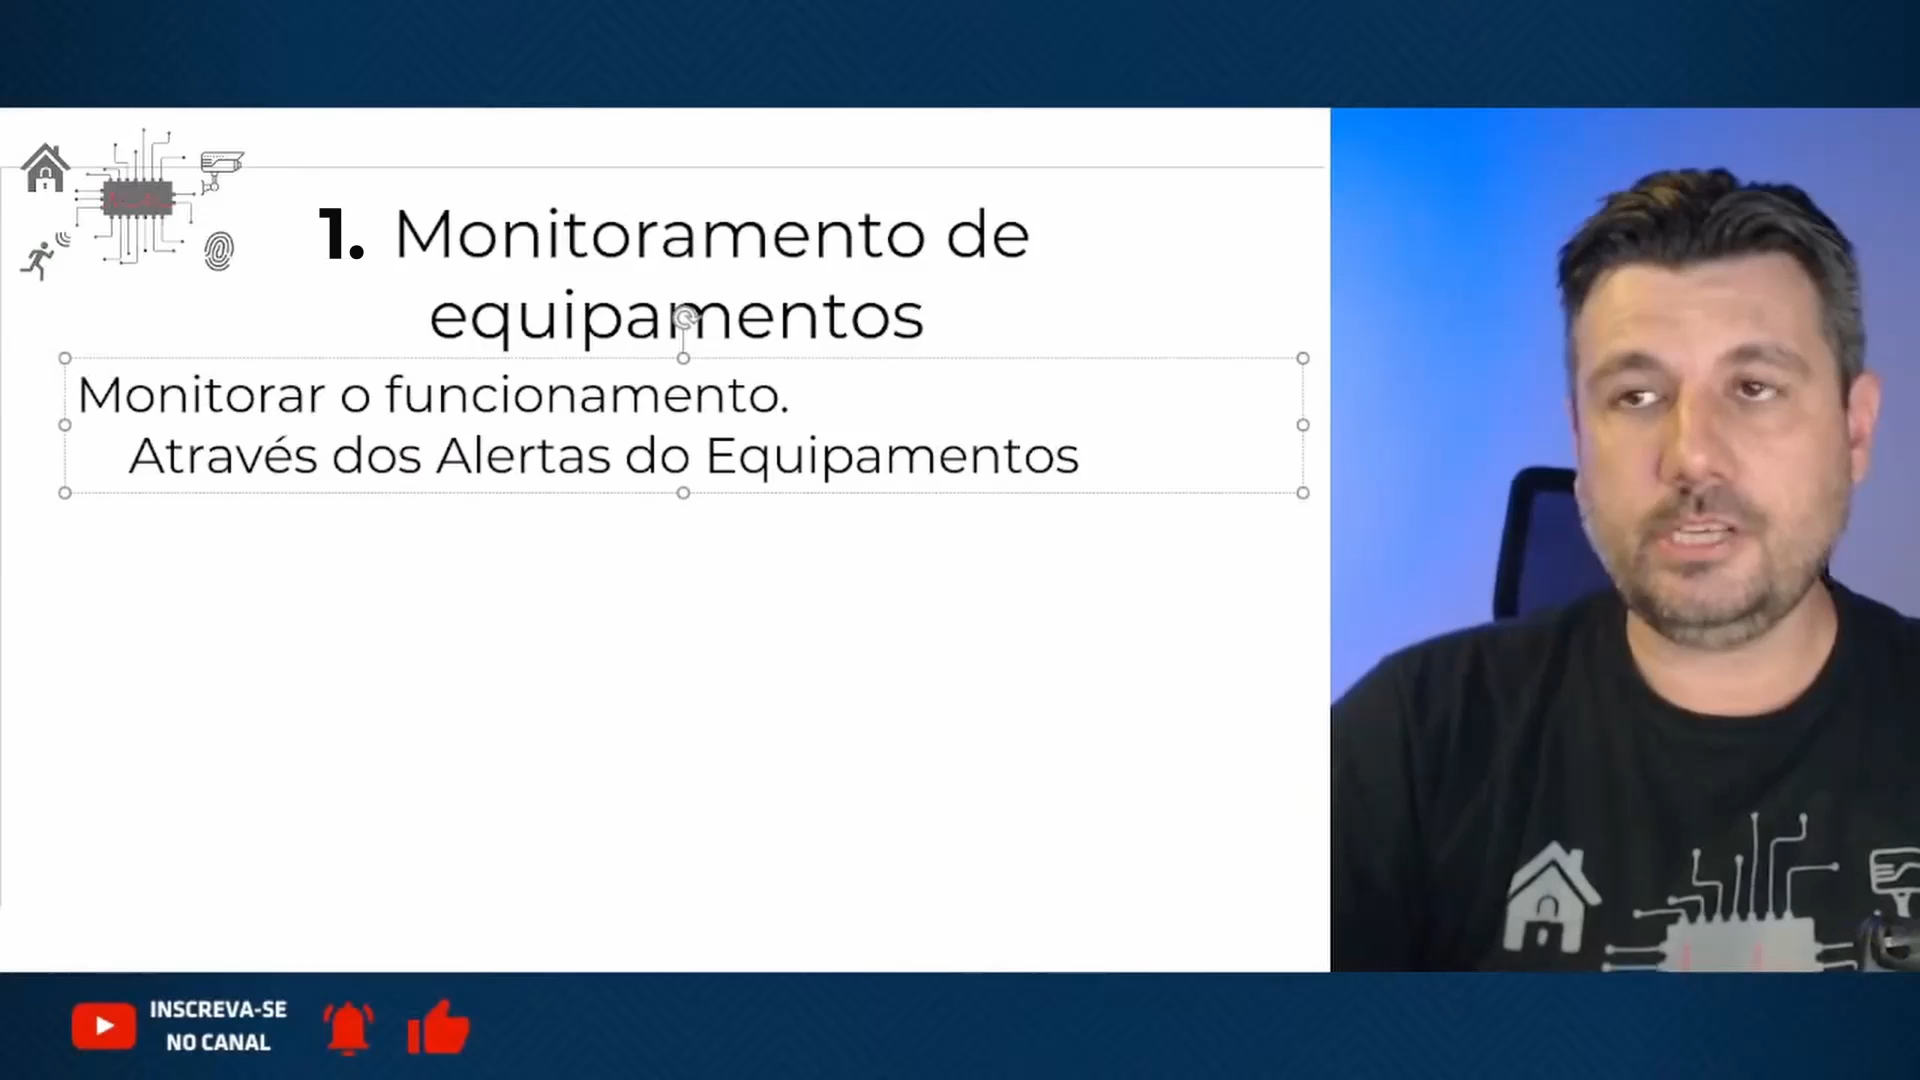 1. Monitoramento de
equipamentos
Monitorar o funcionamento.
Através dos Alertas do Equipamentos
INSCREVA-SE
NO CANAL